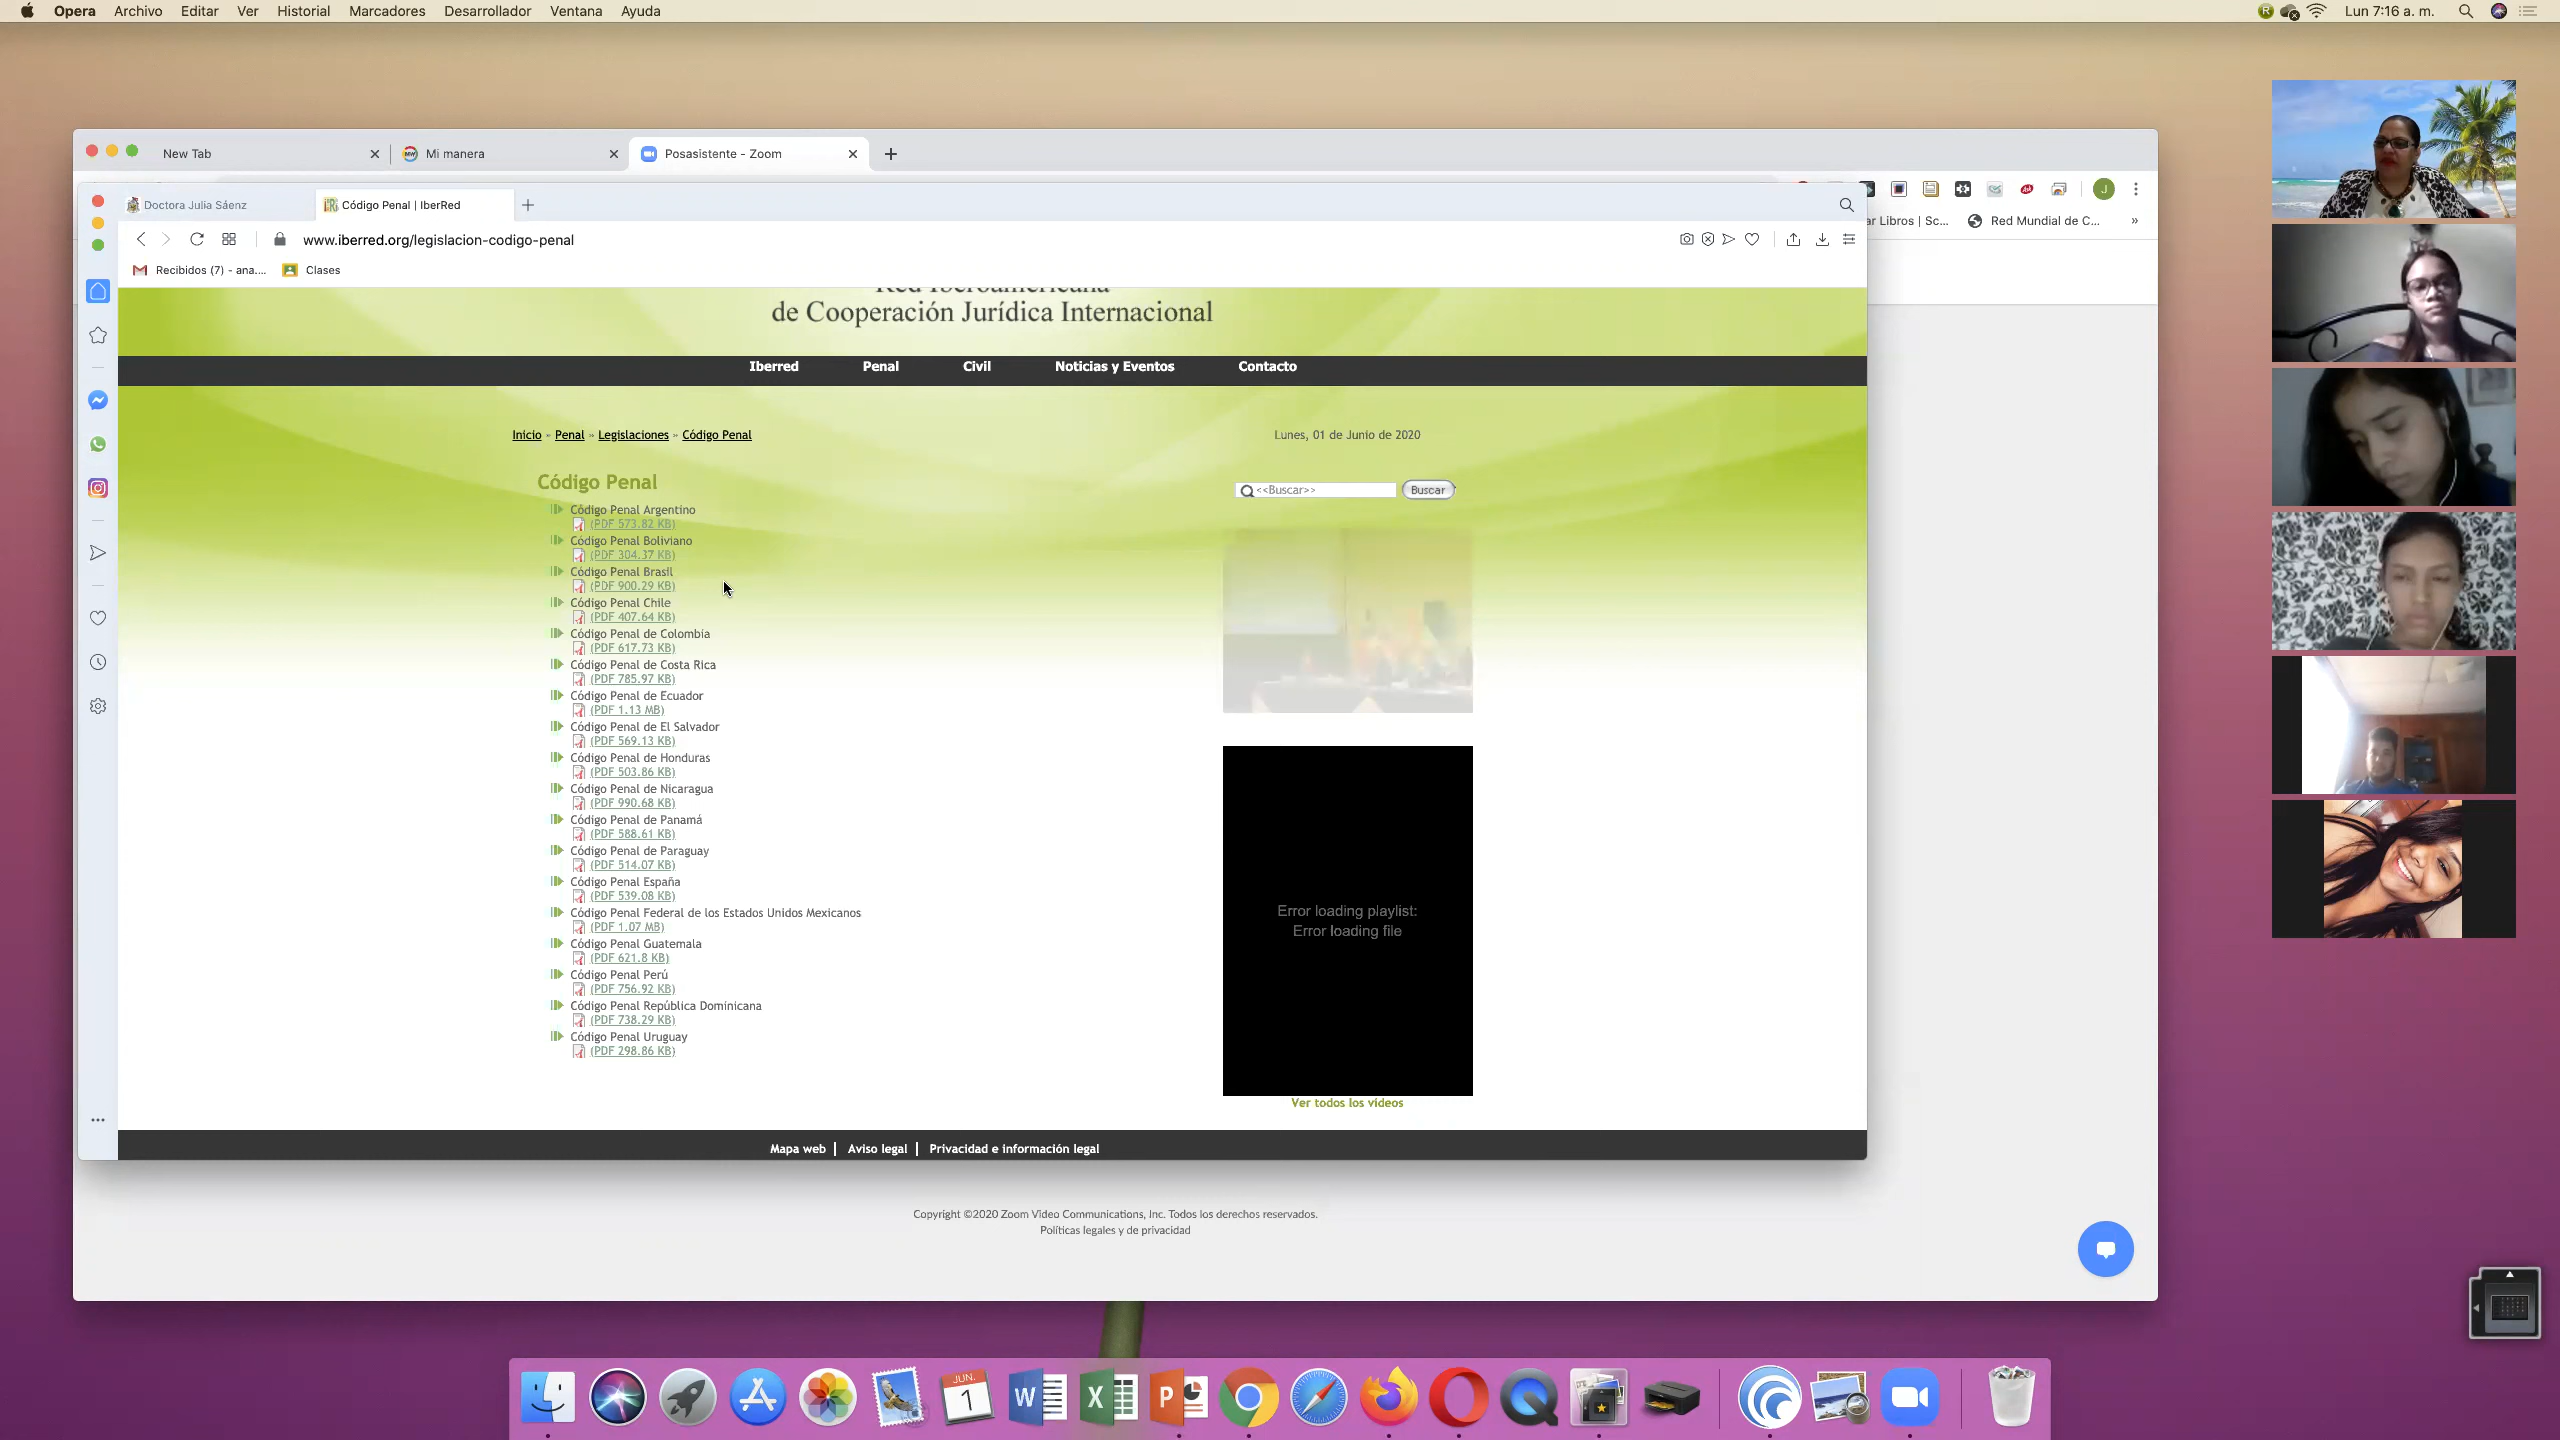 Opera Archivo Editar Ver Historial Marcadores Desarrollador Ventana Ayuda
Lun 7:16 a. m.
New Tab
Mi manera
Posasistente - Zoom
Doctora Julia Sáenz
Código Penal | IberRed
J
ar Libros | Sc...
Red Mundial de C...
www.iberred.org/legislacion-codigo-penal
Recibidos (7) - ana....
Clases
Red Iberoamericana
de Cooperación Jurídica Internacional
Iberred
Penal
Civil
Noticias y Eventos
Contacto
Inicio » Penal » Legislaciones » Código Penal
Lunes, 01 de Junio de 2020
Código Penal
<<Buscar>>
Buscar
Código Penal Argentino
(PDF 573.82 KB)
Código Penal Boliviano
(PDF 304.37 KB)
Código Penal Brasil
(PDF 900.29 KB)
Código Penal Chile
(PDF 407.64 KB)
Código Penal de Colombia
(PDF 617.73 KB)
Código Penal de Costa Rica
(PDF 785.97 KB)
Código Penal de Ecuador
(PDF 1.13 MB)
Código Penal de El Salvador
(PDF 569.13 KB)
Código Penal de Honduras
(PDF 503.86 KB)
Código Penal de Nicaragua
(PDF 990.68 KB)
Código Penal de Panamá
(PDF 588.61 KB)
Código Penal de Paraguay
(PDF 514.07 KB)
Código Penal España
(PDF 539.08 KB)
Código Penal Federal de los Estados Unidos Mexicanos
(PDF 1.07 MB)
Código Penal Guatemala
(PDF 621.8 KB)
Código Penal Perú
(PDF 756.92 KB)
Código Penal República Dominicana
(PDF 738.29 KB)
Código Penal Uruguay
(PDF 298.86 KB)
Error loading playlist:
Error loading file
Ver todos los vídeos
Mapa web | Aviso legal | Privacidad e información legal
Copyright ©2020 Zoom Video Communications, Inc. Todos los derechos reservados.
Políticas legales y de privacidad
JUN.
1